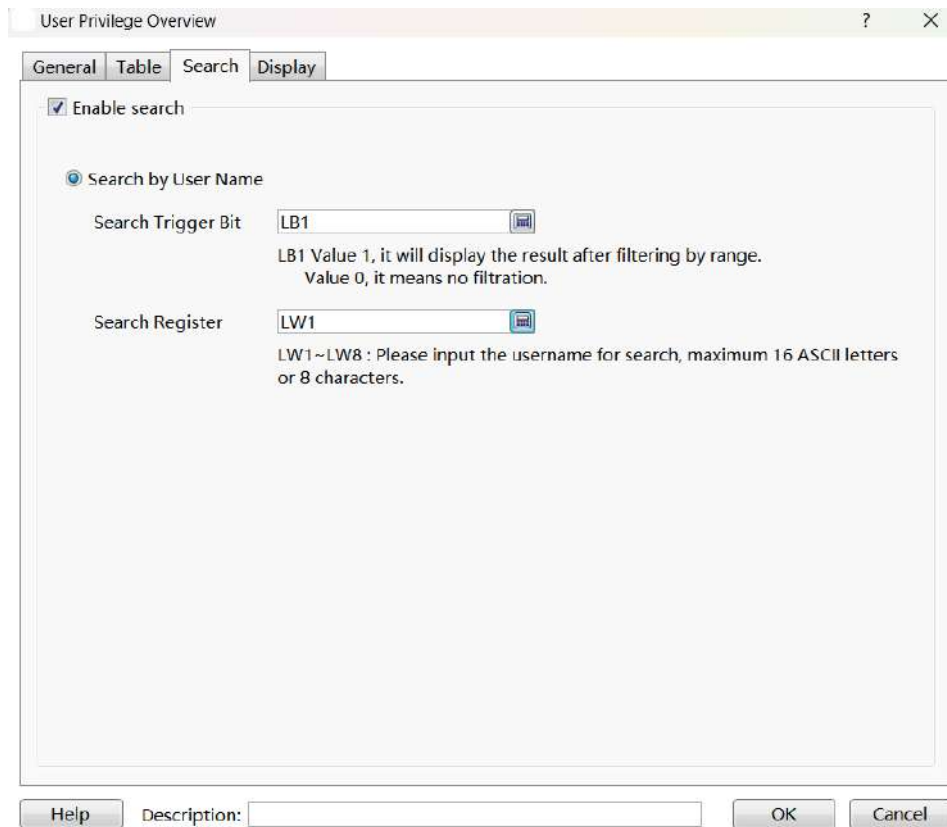 User Privilege Overview ? ×
General Table Search Display
Enable search
Search by User Name
Search Trigger Bit LB1
LB1 Value 1, it will display the result after filtering by range.
Value 0, it means no filtration.
Search Register LW1
LW1~LW8 : Please input the username for search, maximum 16 ASCII letters
or 8 characters.
Help Description: OK Cancel